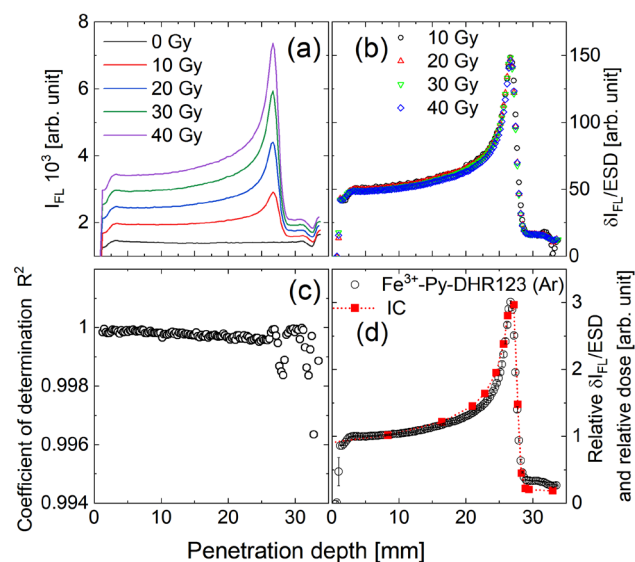 (a)
0 Gy
10 Gy
20 Gy
30 Gy
40 Gy
I_FL 10³ [arb. unit]
8
6
4
2
(b)
10 Gy
20 Gy
30 Gy
40 Gy
150
100
50
0
δI_FL/ESD [arb. unit]
(c)
Coefficient of determination R²
1
0.998
0.996
0.994
0 10 20 30
Fe³⁺-Py-DHR123 (Ar)
IC
(d)
3
2
1
0
Relative δI_FL/ESD
and relative dose [arb. unit]
0 10 20 30
Penetration depth [mm]